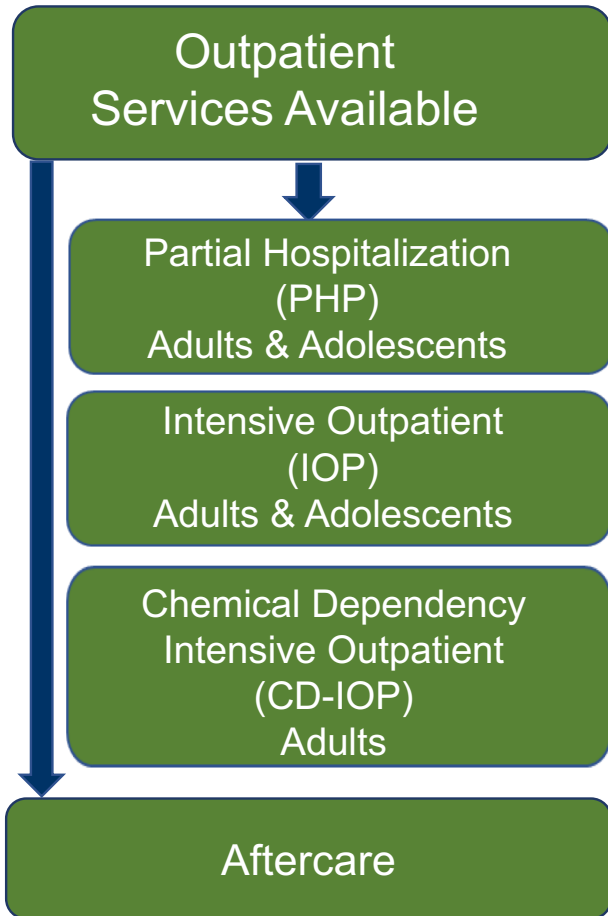 Outpatient
Services Available
Partial Hospitalization
(PHP)
Adults & Adolescents
Intensive Outpatient
(IOP)
Adults & Adolescents
Chemical Dependency
Intensive Outpatient
(CD-IOP)
Adults
Aftercare